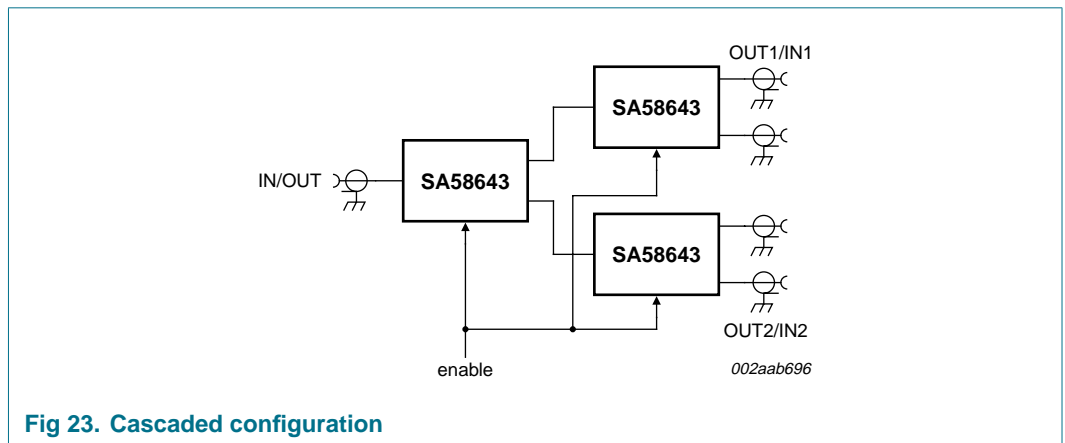 OUT1/IN1
SA58643
IN/OUT
SA58643
SA58643
OUT2/IN2
enable
002aab696
Fig 23. Cascaded configuration